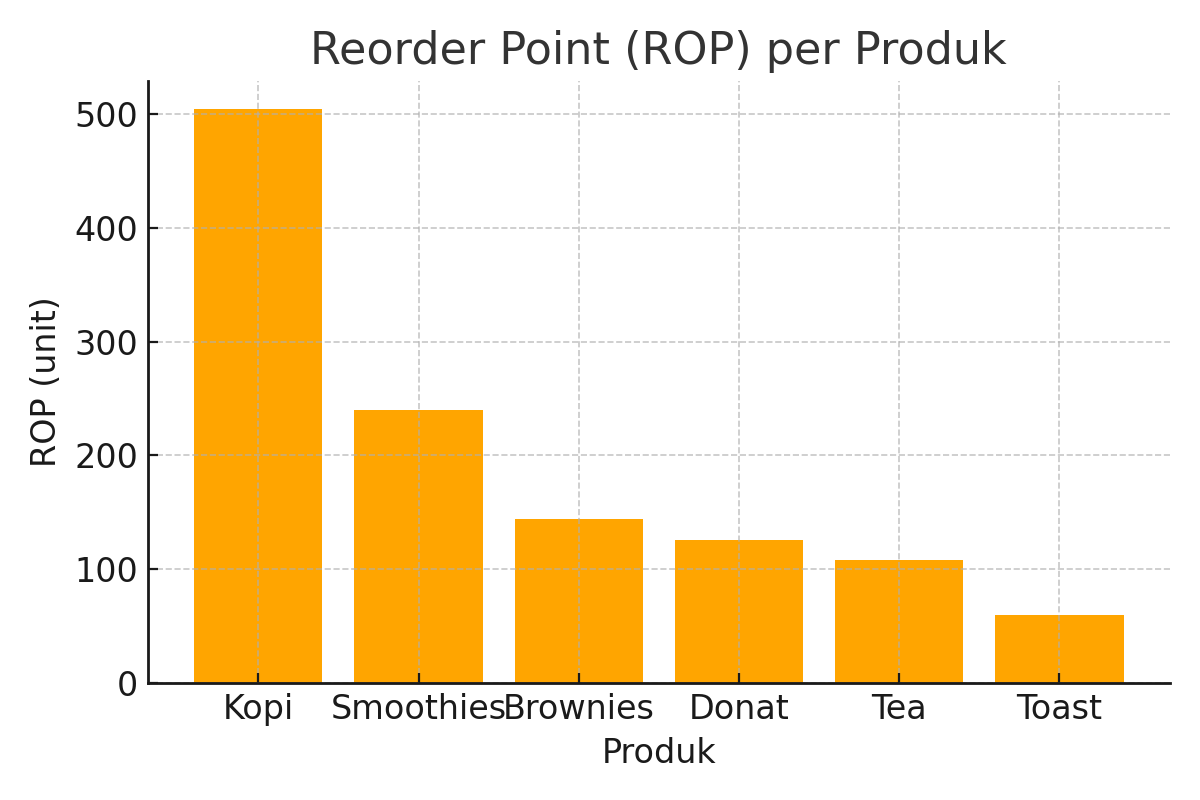 Reorder Point (ROP) per Produk
ROP (unit)
500
400
300
200
100
0
Kopi Smoothies Brownies Donat Tea Toast
Produk